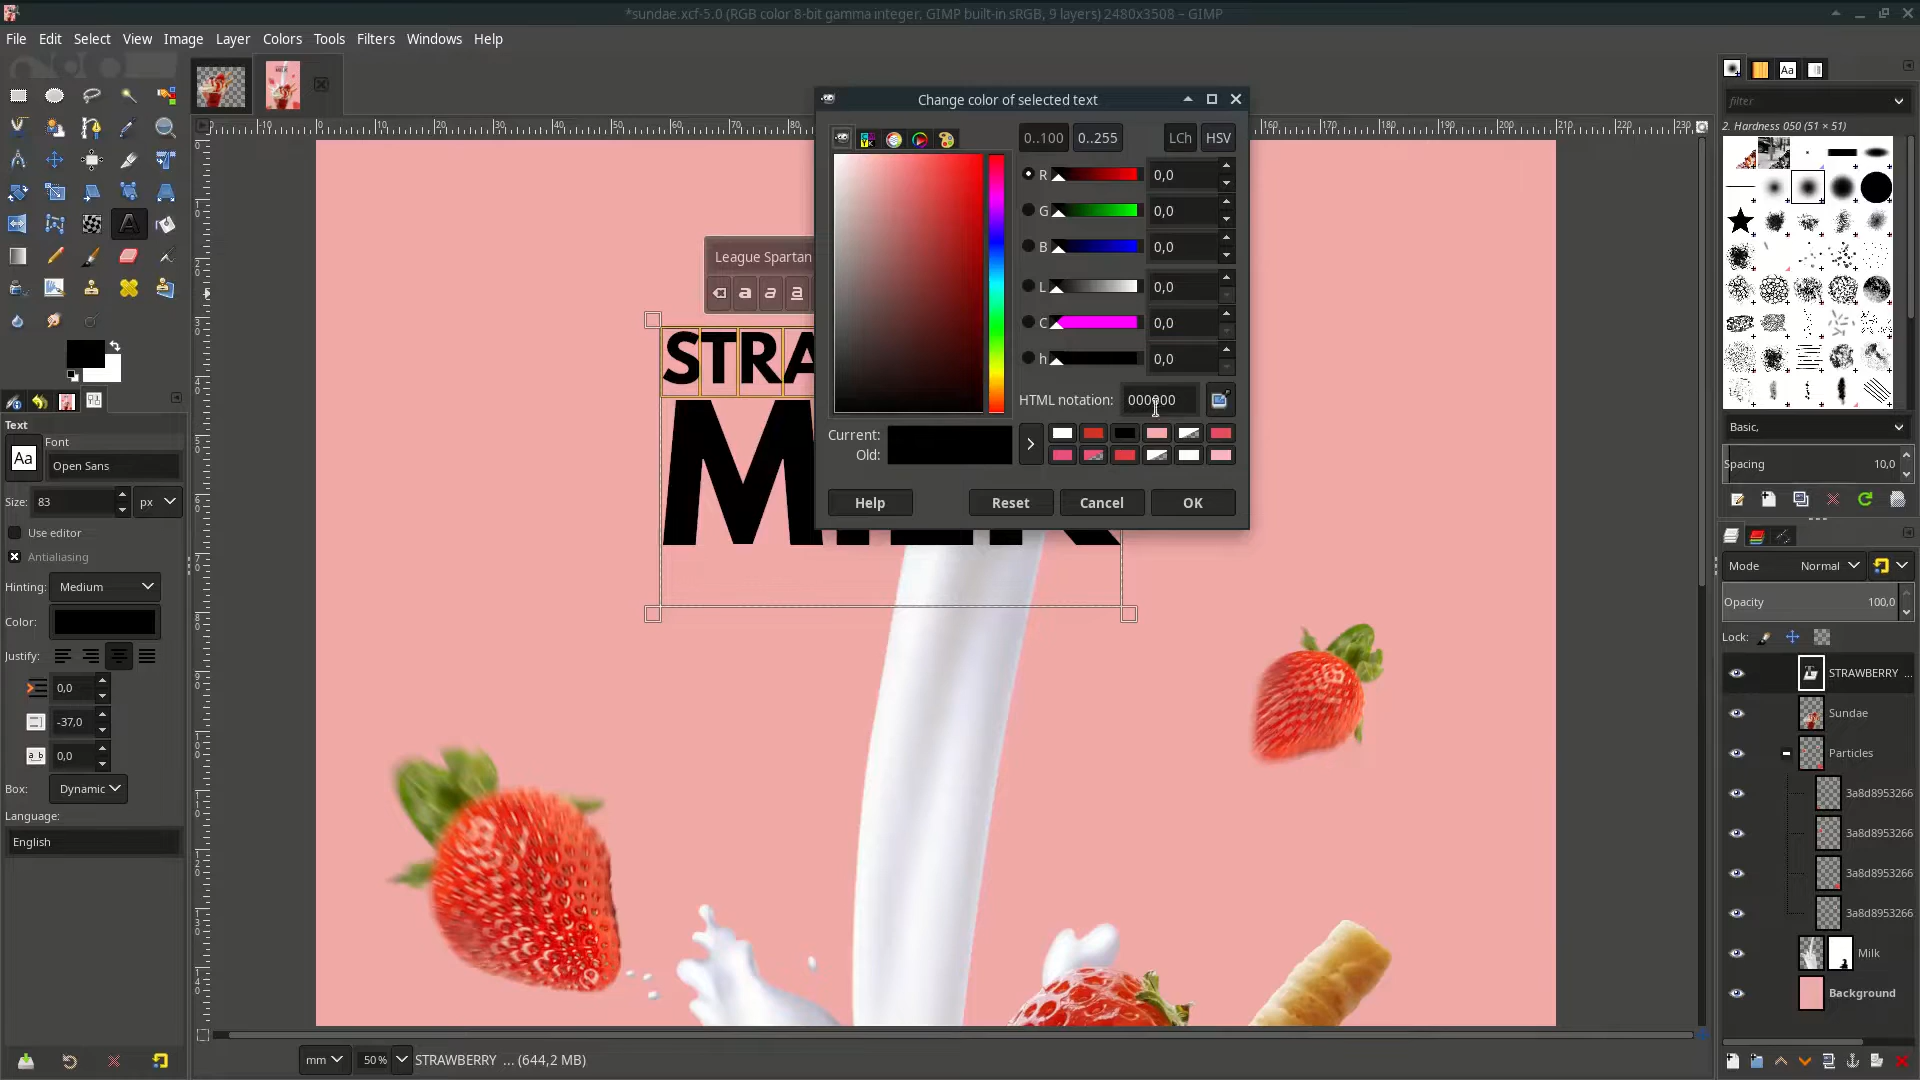 *sundae.xcf-5.0 (RGB color 8-bit gamma integer, GIMP built-in sRGB, 9 layers) 2480x3508 – GIMP
File Edit Select View Image Layer Colors Tools Filters Windows Help
Change color of selected text
0..100 0..255 LCh HSV
R 0,0
G 0,0
B 0,0
L 0,0
C 0,0
h 0,0
HTML notation: 000000
Current:
Old:
Help Reset Cancel OK
League Spartan
STRA
M
Text
Font
Aa Open Sans
Size: 83 px
Use editor
Antialiasing
Hinting: Medium
Color:
Justify:
0,0
-37,0
0,0
Box: Dynamic
Language:
English
mm 50% STRAWBERRY ... (644,2 MB)
filter
2. Hardness 050 (51 × 51)
Basic,
Spacing 10,0
Mode Normal
Opacity 100,0
Lock:
STRAWBERRY ...
Sundae
Particles
3a8d8953266
3a8d8953266
3a8d8953266
3a8d8953266
Milk
Background